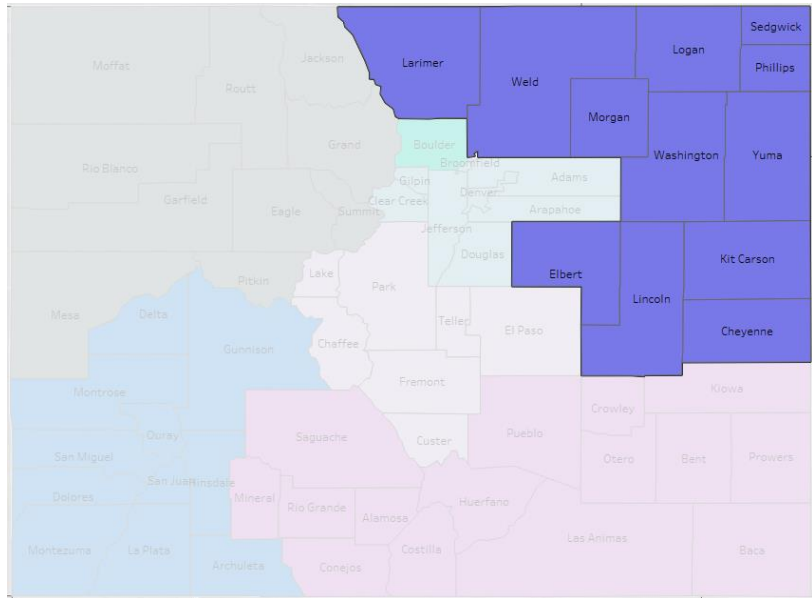 Sedgwick
Moffat
Jackson
Larimer
Logan
Routt
Weld
Phillips
Morgan
Grand
Boulder
Washington
Yuma
Rio Blanco
Broomfield
Gilpin
Adams
Denver
Garfield
Clear Creek
Eagle
Summit
Arapahoe
Jefferson
Douglas
Kit Carson
Elbert
Lake
Pitkin
Park
Lincoln
Mesa
Delta
Teller
El Paso
Cheyenne
Chaffee
Gunnison
Fremont
Kiowa
Montrose
Crowley
Ouray
Saguache
Custer
Pueblo
San Miguel
Otero
Bent
Prowers
San Juan
Hinsdale
Dolores
Mineral
Rio Grande
Huerfano
Alamosa
Las Animas
Montezuma
La Plata
Costilla
Baca
Archuleta
Conejos